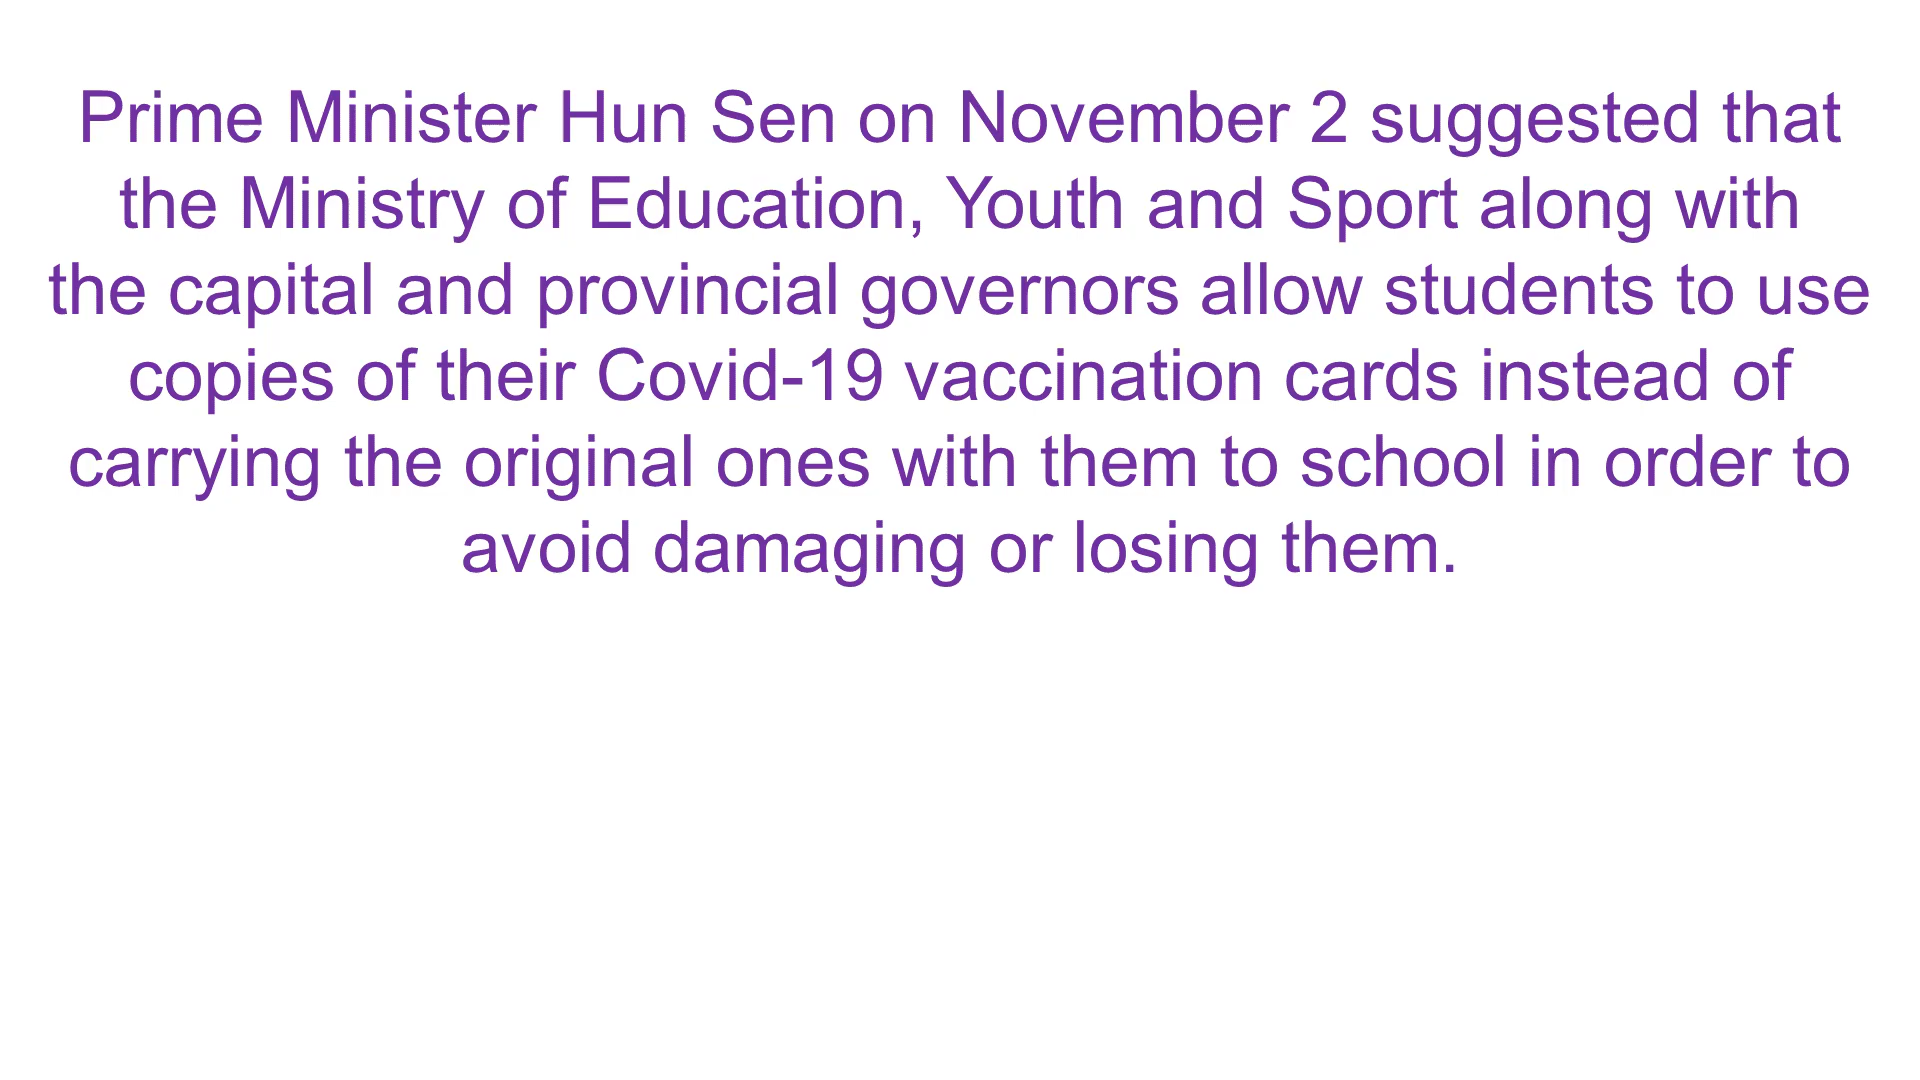 Prime Minister Hun Sen on November 2 suggested that
the Ministry of Education, Youth and Sport along with
the capital and provincial governors allow students to use
copies of their Covid-19 vaccination cards instead of
carrying the original ones with them to school in order to
avoid damaging or losing them.